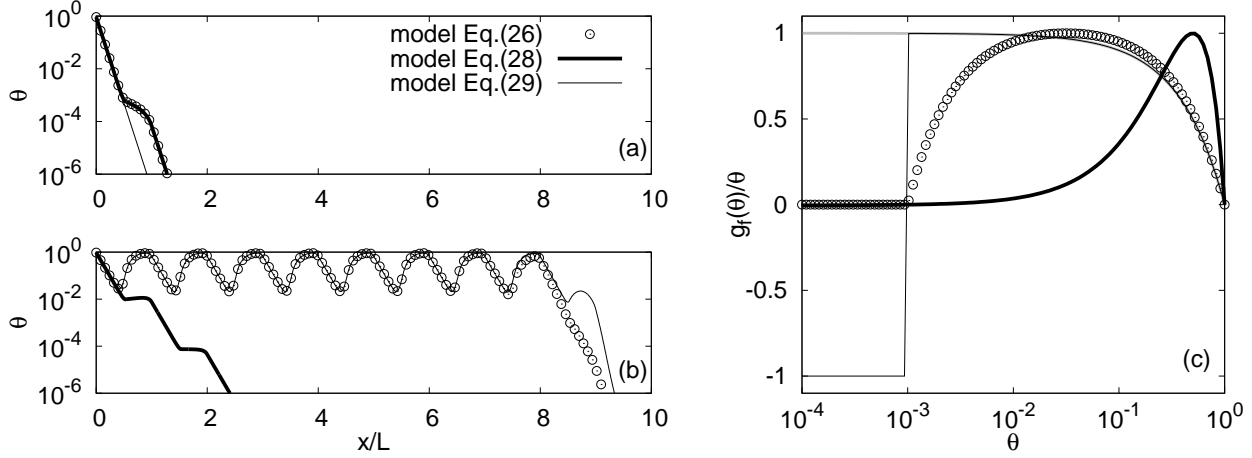 10^0
10^-2
10^-4
10^-6
θ
model Eq.(26)
model Eq.(28)
model Eq.(29)
(a)
0 2 4 6 8 10
10^0
10^-2
10^-4
10^-6
θ
(b)
0 2 4 6 8 10
x/L
1
0.5
0
-0.5
-1
g_f(θ)/θ
(c)
10^-4 10^-3 10^-2 10^-1 10^0
θ